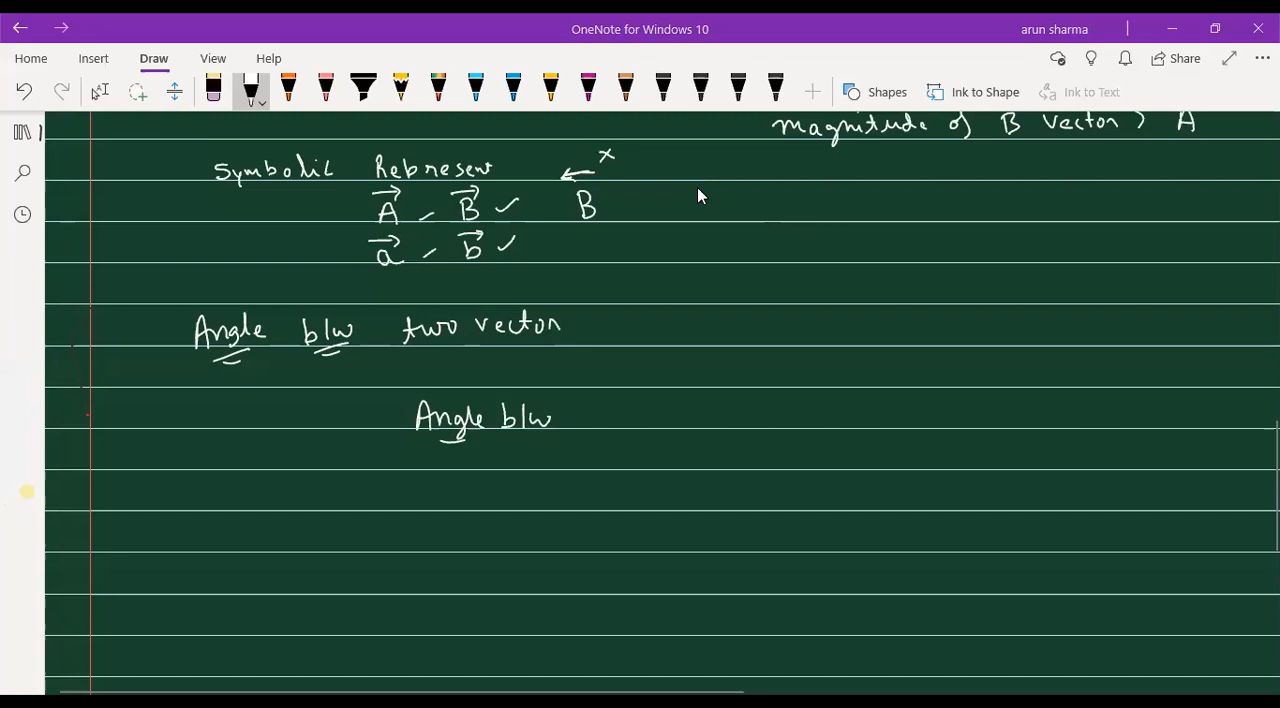 OneNote for Windows 10
arun sharma
Home Insert Draw View Help
Share
Shapes Ink to Shape Ink to Text
magnitude of B vector > A
Symbolic Represent
A⃗ B⃗ ✓ B x
a⃗ b⃗ ✓
Angle b/w two vector
Angle b/w